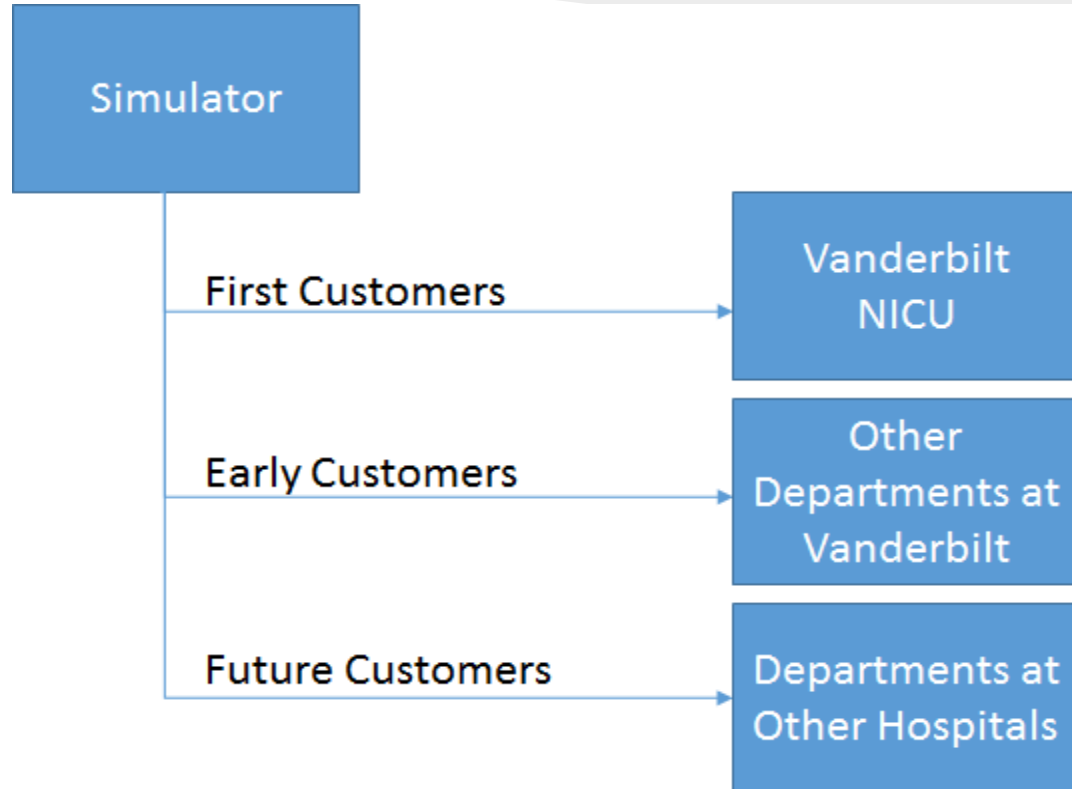 Simulator
First Customers
Vanderbilt
NICU
Early Customers
Other
Departments at
Vanderbilt
Future Customers
Departments at
Other Hospitals